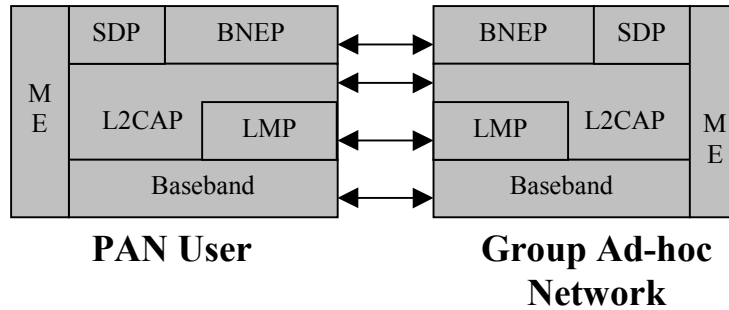 SDP
BNEP
M
E
L2CAP
LMP
Baseband
PAN User
BNEP
SDP
LMP
L2CAP
M
E
Baseband
Group Ad-hoc
Network